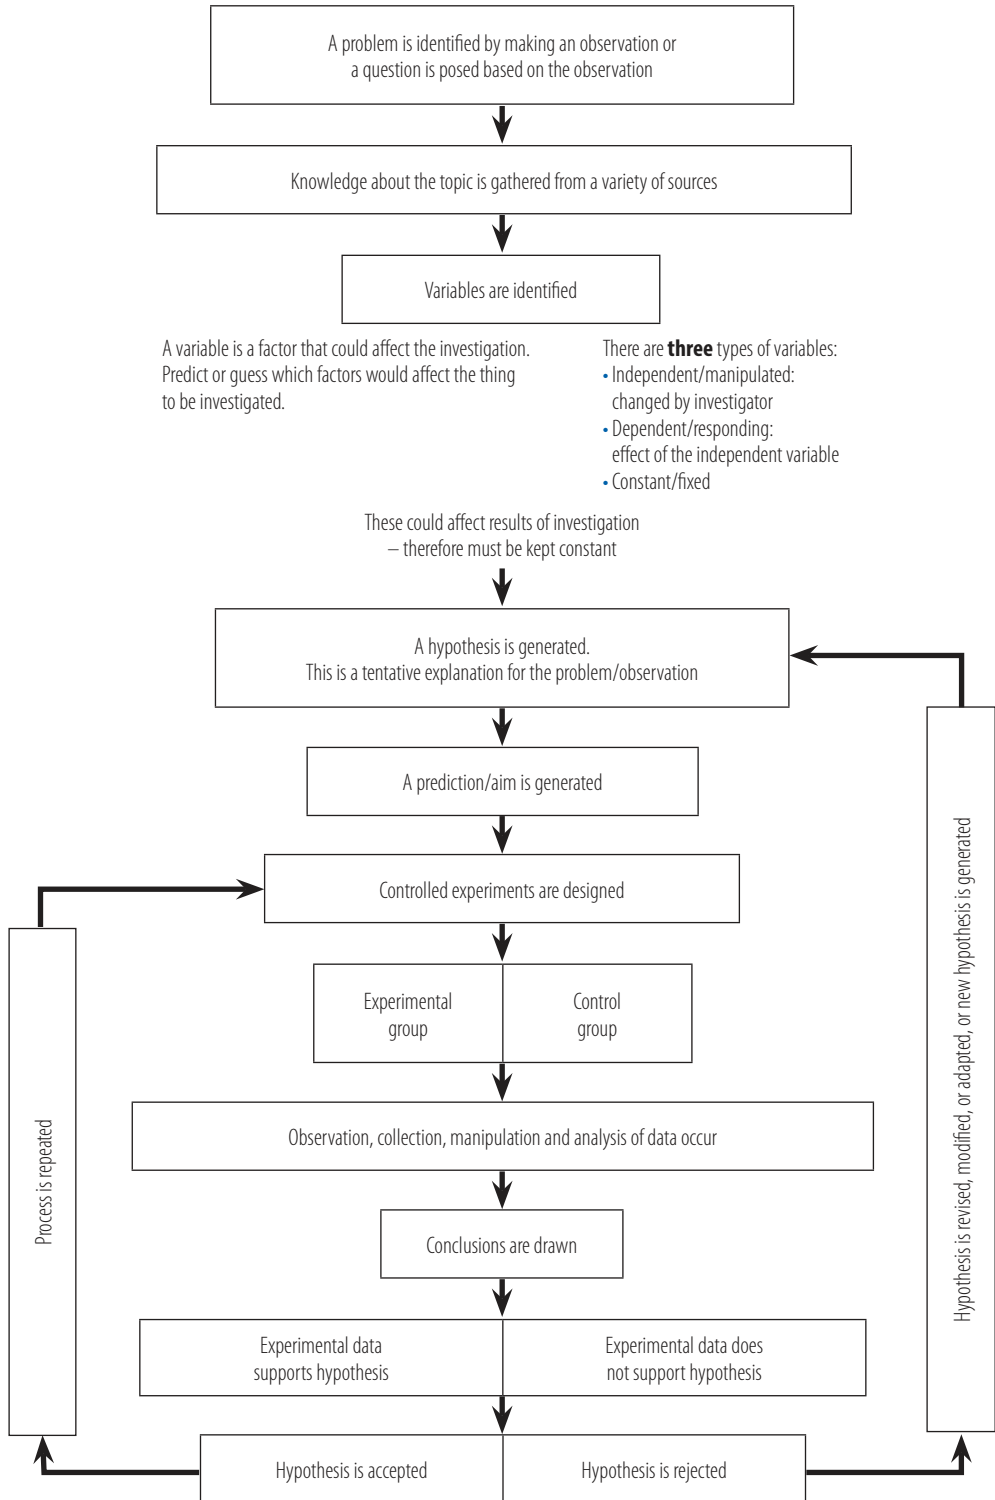 A problem is identified by making an observation or
a question is posed based on the observation
Knowledge about the topic is gathered from a variety of sources
Variables are identified
A variable is a factor that could affect the investigation.
Predict or guess which factors would affect the thing
to be investigated.
There are three types of variables:
• Independent/manipulated:
changed by investigator
• Dependent/responding:
effect of the independent variable
• Constant/fixed
These could affect results of investigation
– therefore must be kept constant
A hypothesis is generated.
This is a tentative explanation for the problem/observation
A prediction/aim is generated
Controlled experiments are designed
Experimental
group
Control
group
Observation, collection, manipulation and analysis of data occur
Conclusions are drawn
Experimental data
supports hypothesis
Experimental data does
not support hypothesis
Hypothesis is accepted
Hypothesis is rejected
Process is repeated
Hypothesis is revised, modified, or adapted, or new hypothesis is generated